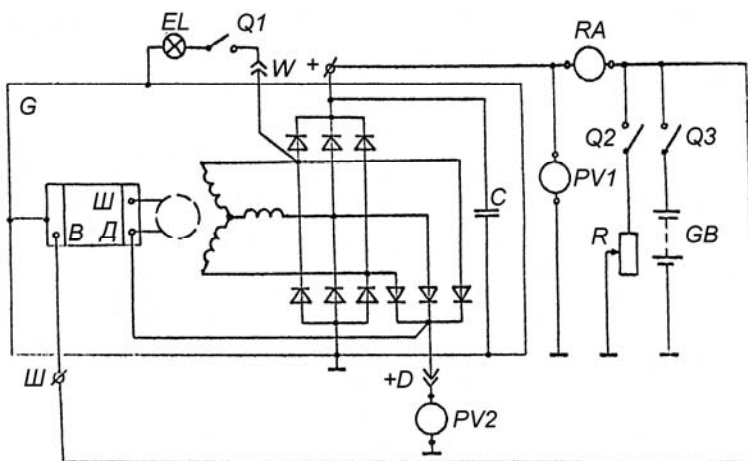 EL
Q1
W
+
RA
G
Q2
Q3
Ш
PV1
C
В
Д
R
GB
Ш
+D
PV2